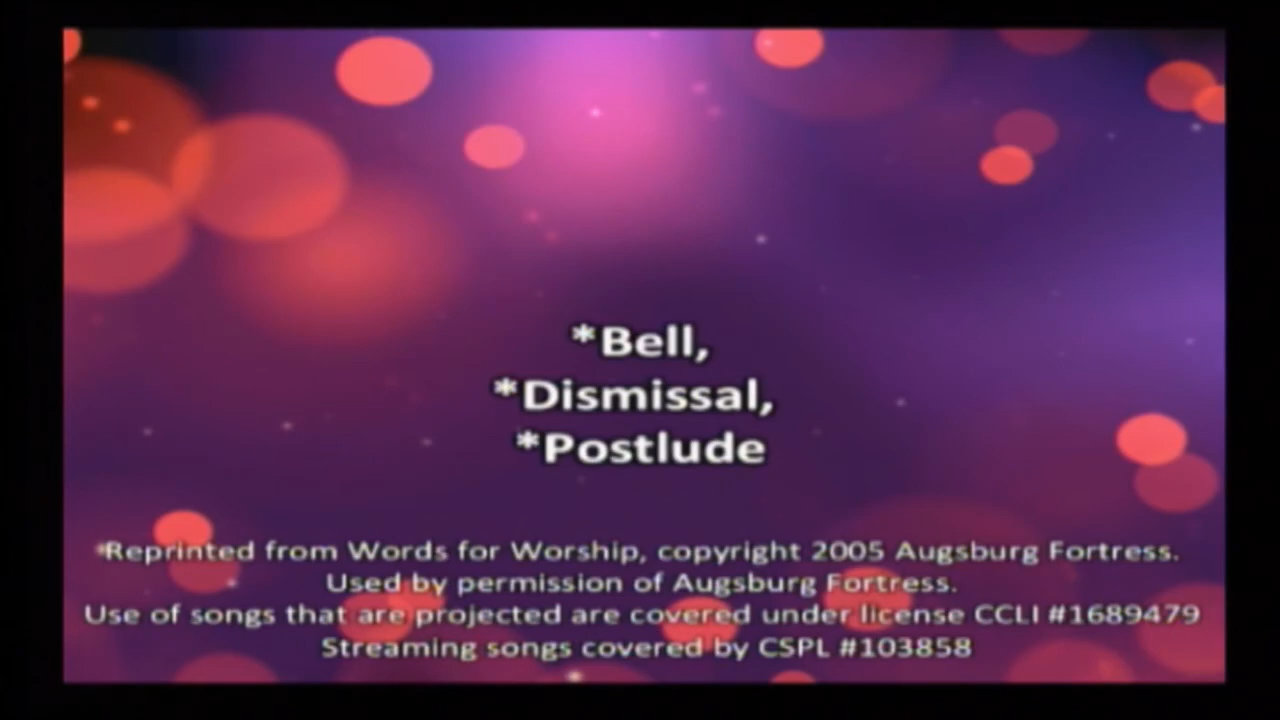 *Bell,
*Dismissal,
*Postlude
*Reprinted from Words for Worship, copyright 2005 Augsburg Fortress.
Used by permission of Augsburg Fortress.
Use of songs that are projected are covered under license CCLI #1689479
Streaming songs covered by CSPL #103858